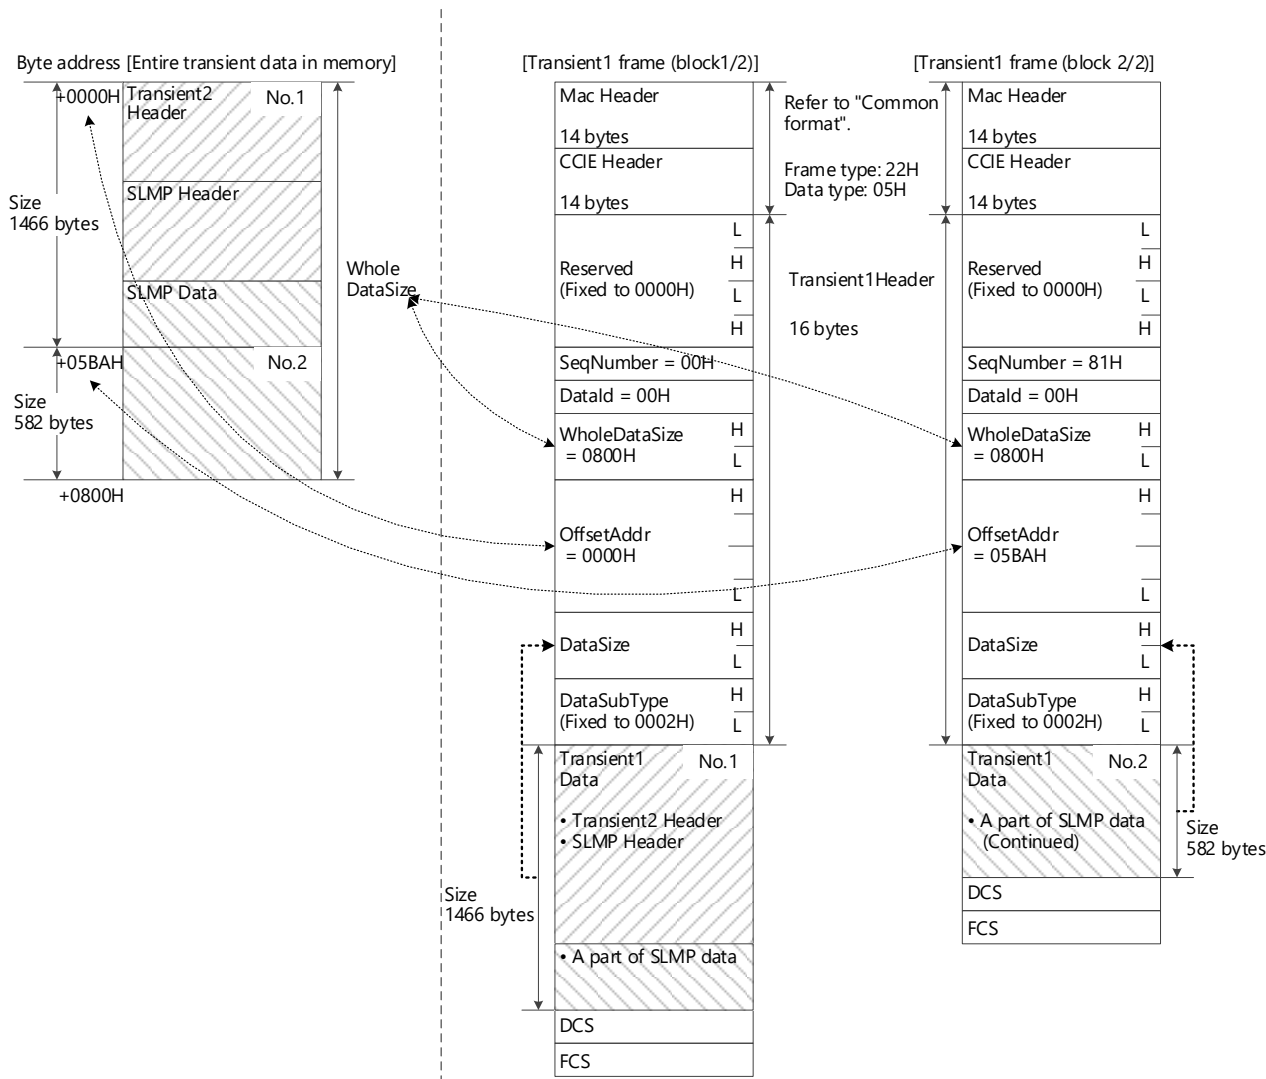 Byte address [Entire transient data in memory]
+0000H
Transient2
Header
No.1
SLMP Header
Size
1466 bytes
SLMP Data
Whole
DataSize
+05BAH
No.2
Size
582 bytes
+0800H
[Transient1 frame (block1/2)]
Mac Header
14 bytes
CCIE Header
14 bytes
Refer to "Common
format".
Frame type: 22H
Data type: 05H
L
Reserved
(Fixed to 0000H)
H
L
H
Transient1Header
16 bytes
SeqNumber = 00H
DataId = 00H
WholeDataSize
= 0800H
H
L
H
OffsetAddr
= 0000H
L
DataSize
H
L
DataSubType
(Fixed to 0002H)
H
L
Transient1
Data
No.1
• Transient2 Header
• SLMP Header
Size
1466 bytes
• A part of SLMP data
DCS
FCS
[Transient1 frame (block 2/2)]
Mac Header
14 bytes
CCIE Header
14 bytes
L
Reserved
(Fixed to 0000H)
H
L
H
SeqNumber = 81H
DataId = 00H
WholeDataSize
= 0800H
H
L
H
OffsetAddr
= 05BAH
L
DataSize
H
L
DataSubType
(Fixed to 0002H)
H
L
Transient1
Data
No.2
• A part of SLMP data
(Continued)
Size
582 bytes
DCS
FCS